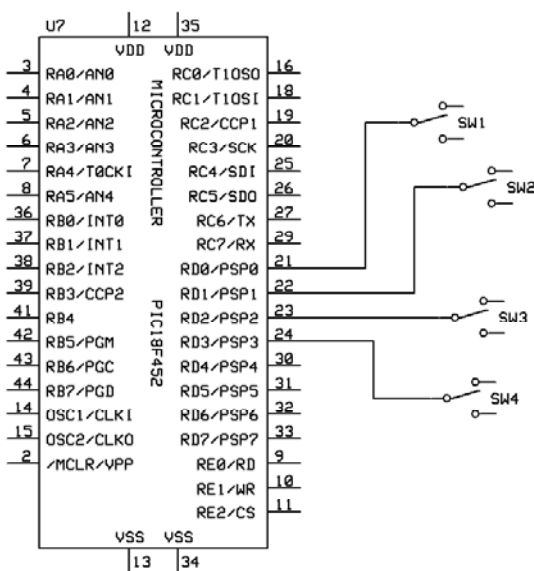 U7 12 35
VDD VDD
3 RA0/AN0 RC0/T1OSO 16
4 RA1/AN1 RC1/T1OSI 18
5 RA2/AN2 RC2/CCP1 19
6 RA3/AN3 RC3/SCK 20
7 RA4/T0CKI RC4/SDI 25
8 RA5/AN4 RC5/SDO 26
36 RB0/INT0 RC6/TX 27
37 RB1/INT1 RC7/RX 29
38 RB2/INT2 RD0/PSP0 21
39 RB3/CCP2 RD1/PSP1 22
41 RB4 RD2/PSP2 23
42 RB5/PGM RD3/PSP3 24
43 RB6/PGC RD4/PSP4 30
44 RB7/PGD RD5/PSP5 31
14 OSC1/CLKI RD6/PSP6 32
15 OSC2/CLKO RD7/PSP7 33
2 /MCLR/VPP RE0/RD 9
RE1/WR 10
RE2/CS 11
VSS VSS
13 34
MICROCONTROLLER
PIC18F452
SW1
SW2
SW3
SW4